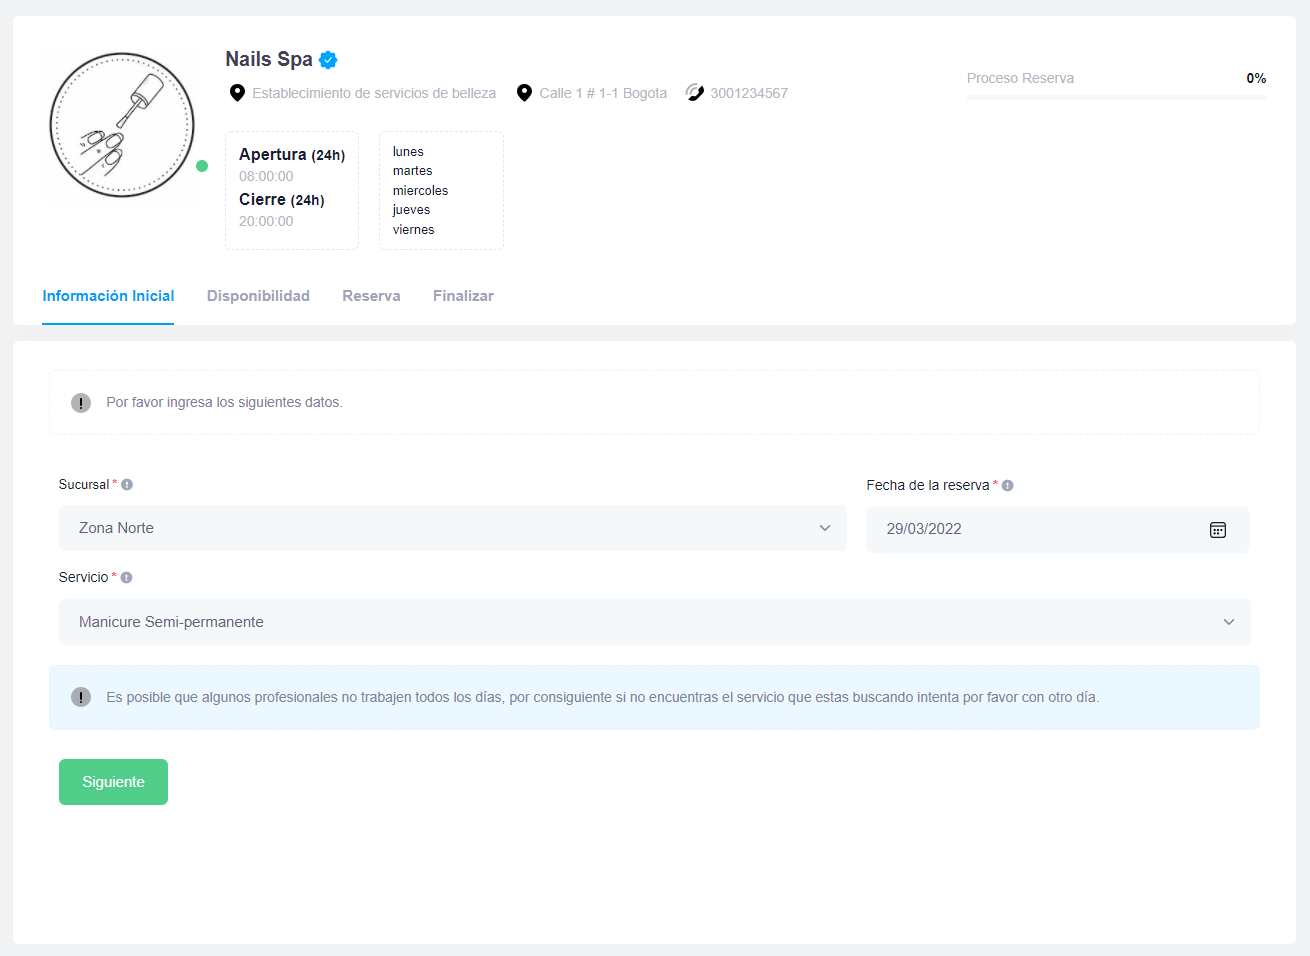 Nails Spa
Establecimiento de servicios de belleza Calle 1 # 1-1 Bogota 3001234567
Proceso Reserva 0%
Apertura (24h)
08:00:00
Cierre (24h)
20:00:00
lunes
martes
miercoles
jueves
viernes
Información Inicial Disponibilidad Reserva Finalizar
Por favor ingresa los siguientes datos.
Sucursal *
Zona Norte
Fecha de la reserva *
29/03/2022
Servicio *
Manicure Semi-permanente
Es posible que algunos profesionales no trabajen todos los días, por consiguiente si no encuentras el servicio que estas buscando intenta por favor con otro día.
Siguiente